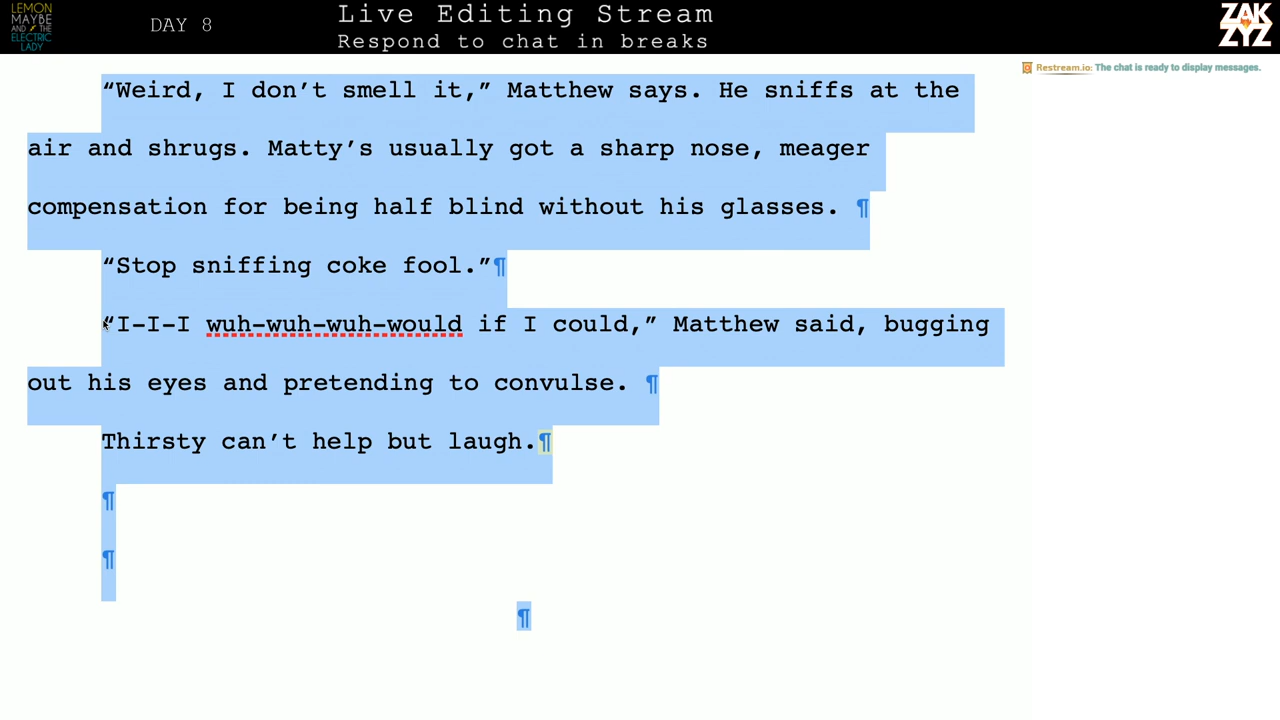 LEMON
MAYBE
AND THE
ELECTRIC
LADY
DAY 8
Live Editing Stream
Respond to chat in breaks
ZAK
ZYZ
Restream.io: The chat is ready to display messages.
“Weird, I don’t smell it,” Matthew says. He sniffs at the
air and shrugs. Matty’s usually got a sharp nose, meager
compensation for being half blind without his glasses. ¶
“Stop sniffing coke fool.”¶
“I-I-I wuh-wuh-wuh-would if I could,” Matthew said, bugging
out his eyes and pretending to convulse. ¶
Thirsty can’t help but laugh.¶
¶
¶
¶